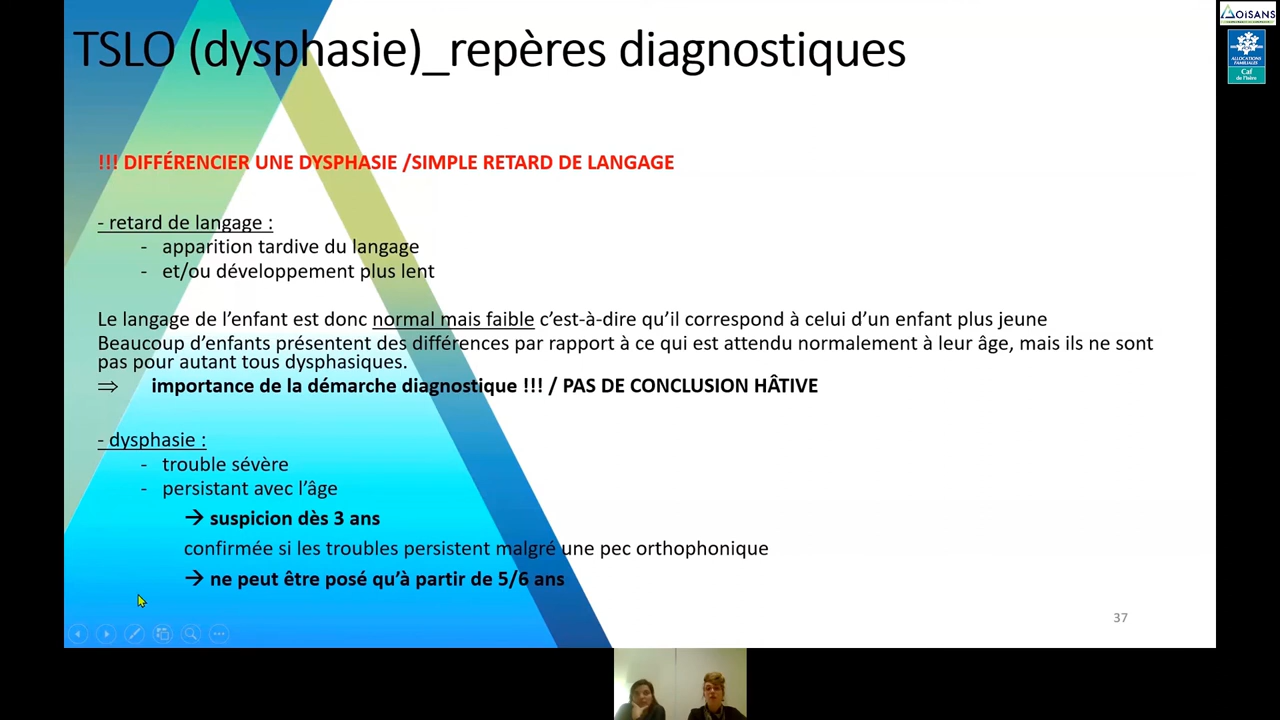 TSLO (dysphasie)_repères diagnostiques
!!! DIFFÉRENCIER UNE DYSPHASIE /SIMPLE RETARD DE LANGAGE
- retard de langage :
- apparition tardive du langage
- et/ou développement plus lent
Le langage de l'enfant est donc normal mais faible c'est-à-dire qu'il correspond à celui d'un enfant plus jeune
Beaucoup d'enfants présentent des différences par rapport à ce qui est attendu normalement à leur âge, mais ils ne sont
pas pour autant tous dysphasiques.
⇒ importance de la démarche diagnostique !!! / PAS DE CONCLUSION HÂTIVE
- dysphasie :
- trouble sévère
- persistant avec l'âge
→ suspicion dès 3 ans
confirmée si les troubles persistent malgré une pec orthophonique
→ ne peut être posé qu'à partir de 5/6 ans
37
OISANS
ALLOCATIONS
FAMILIALES
Caf
de l'Isère